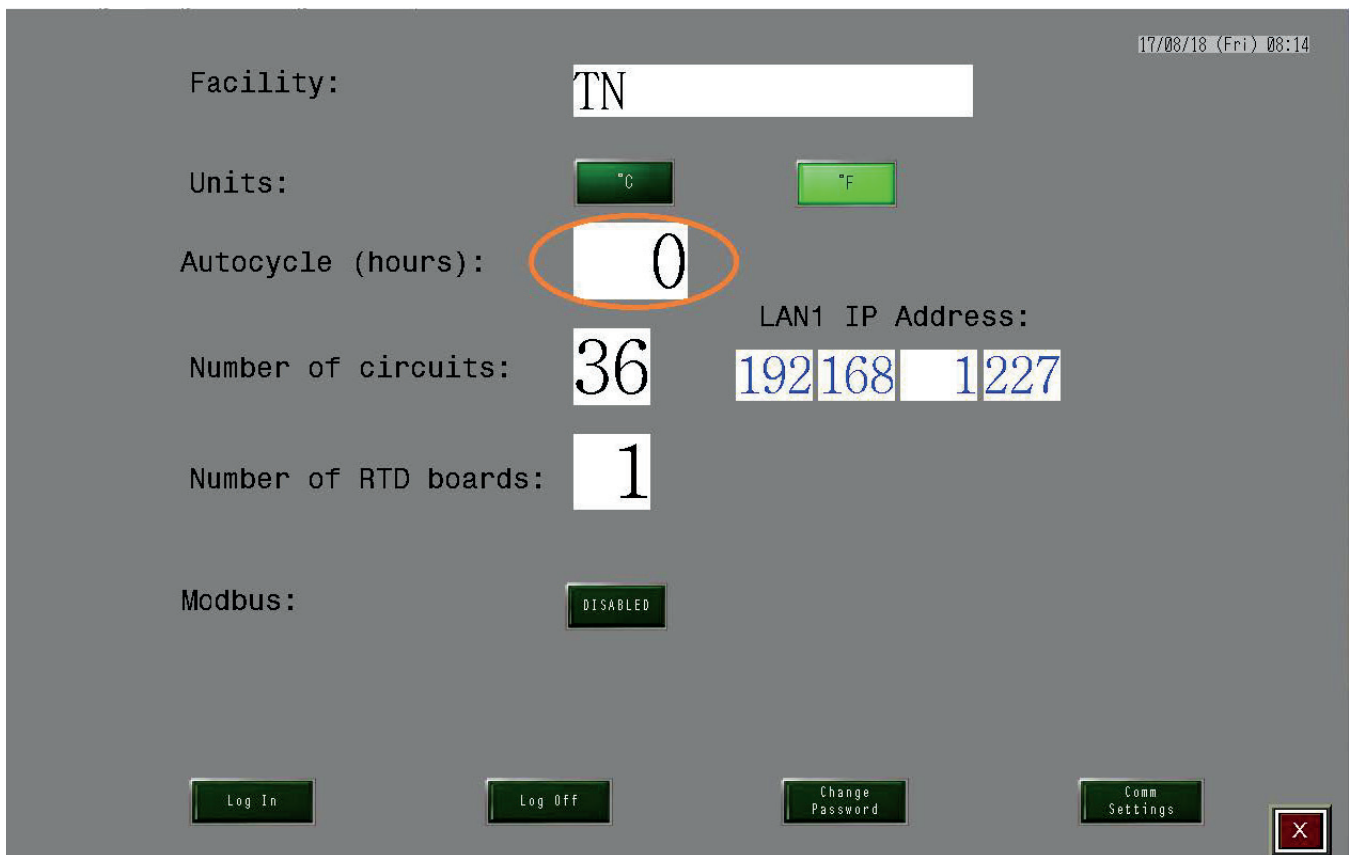 17/08/18 (Fri) 08:14
Facility: TN
Units: °C °F
Autocycle (hours): 0
LAN1 IP Address:
Number of circuits: 36 192 168 1 227
Number of RTD boards: 1
Modbus: DISABLED
Log In Log Off Change Password Comm Settings X